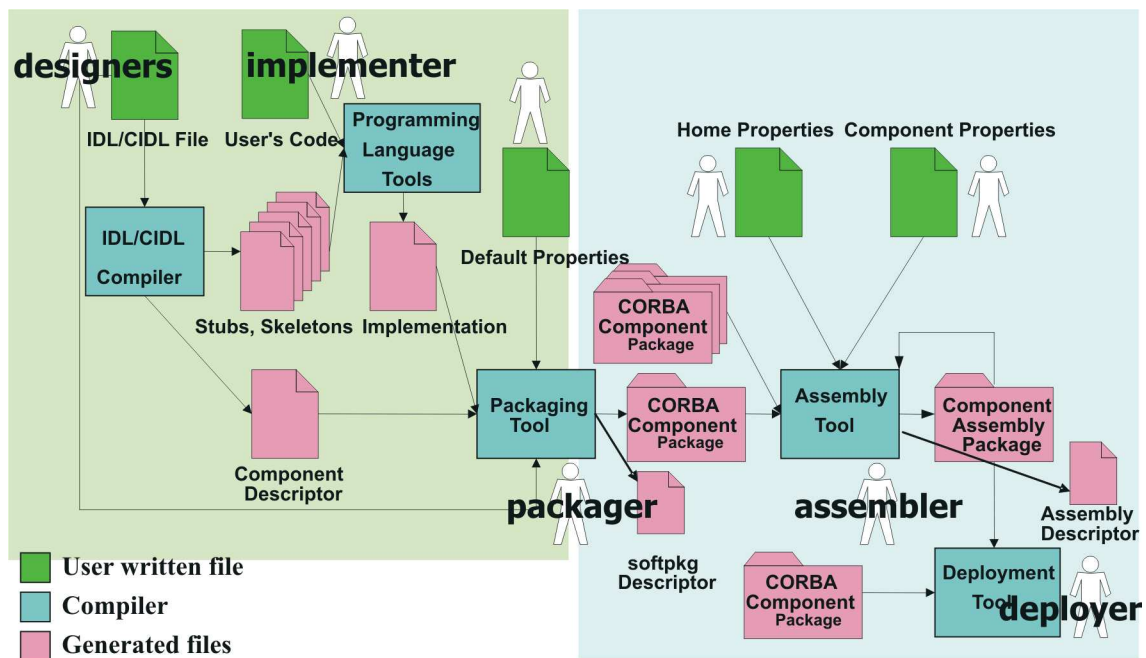 designers
implementer
IDL/CIDL File
User's Code
Programming
Language
Tools
Home Properties
Component Properties
IDL/CIDL
Compiler
Default Properties
Stubs, Skeletons
Implementation
CORBA
Component
Package
Packaging
Tool
CORBA
Component
Package
Assembly
Tool
Component
Assembly
Package
Component
Descriptor
packager
assembler
Assembly
Descriptor
softpkg
Descriptor
CORBA
Component
Package
Deployment
Tool
deployer
User written file
Compiler
Generated files